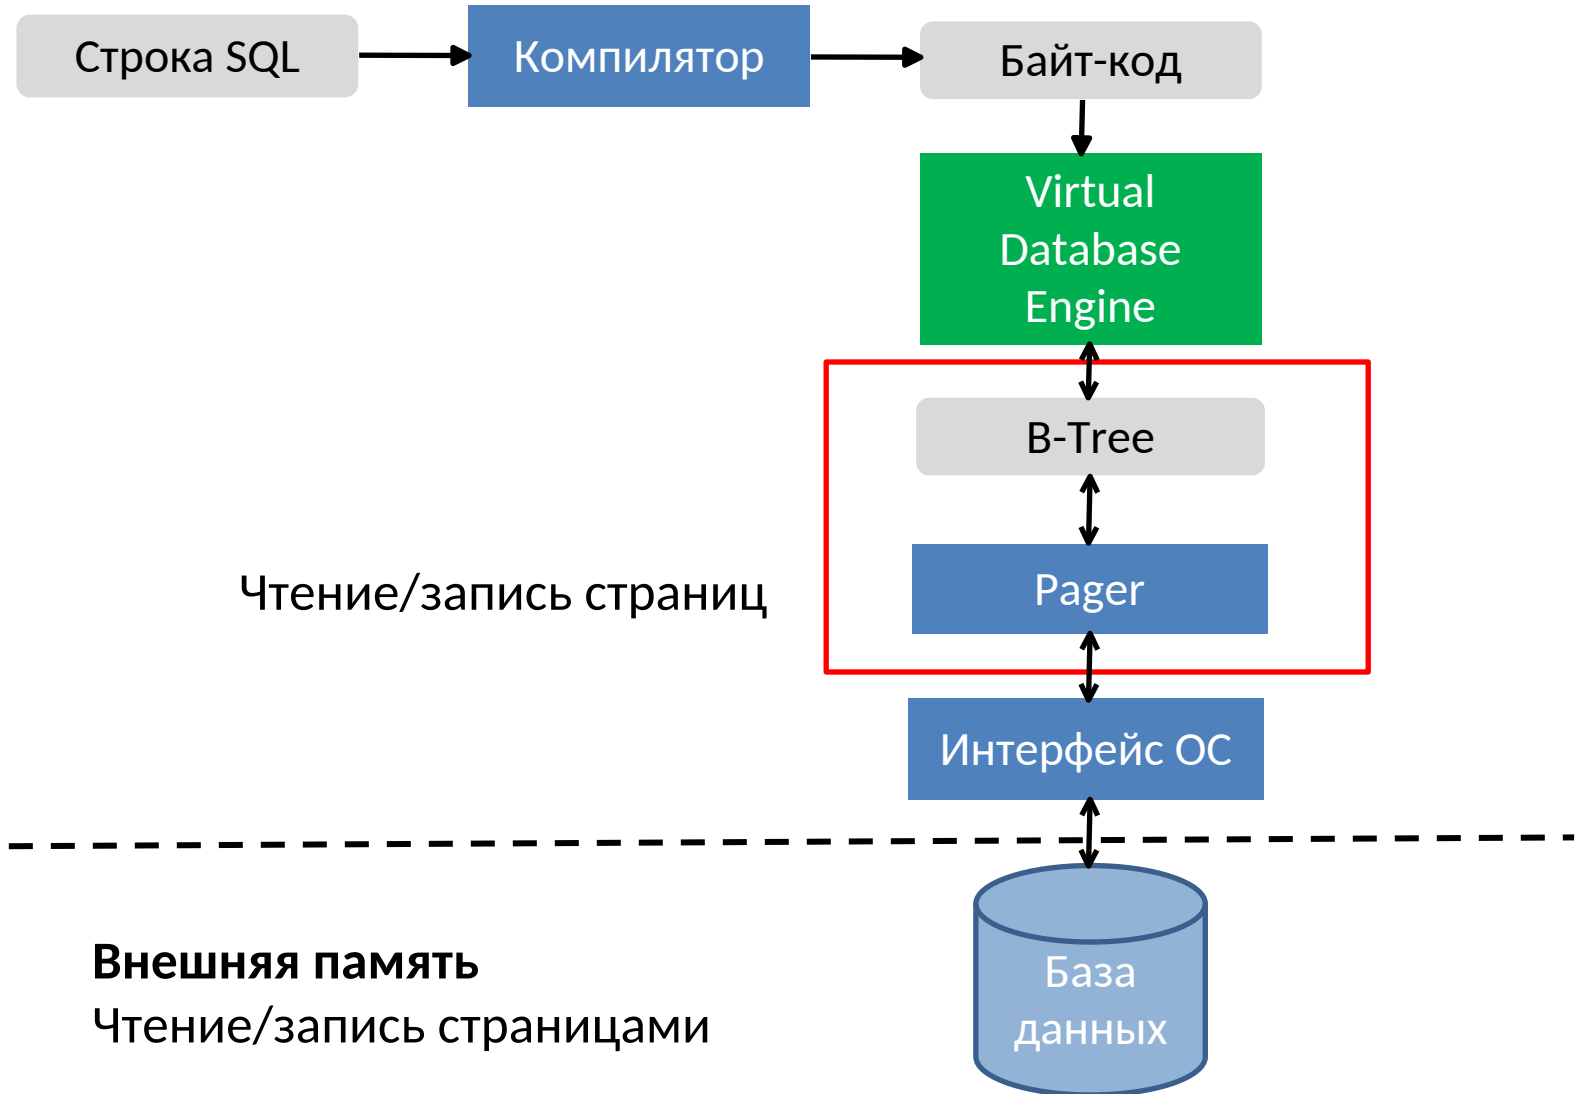 Строка SQL
Компилятор
Байт-код
Virtual
Database
Engine
B-Tree
Чтение/запись страниц
Pager
Интерфейс ОС
Внешняя память
Чтение/запись страницами
База
данных